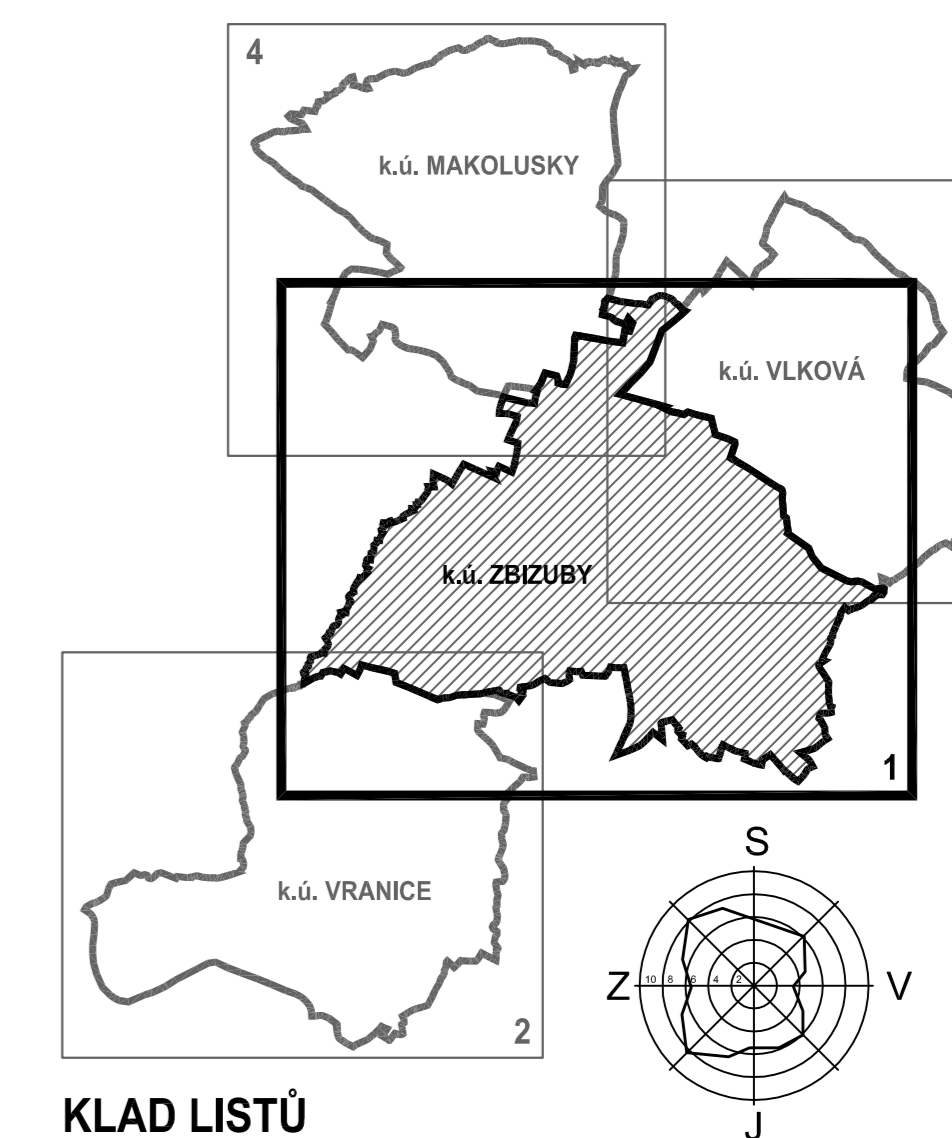 4
k.ú. MAKOLUSKY
k.ú. VLKOVÁ
k.ú. ZBIZUBY
1
S
k.ú. VRANICE
Z
10 8 6 4 2
V
2
KLAD LISTŮ
J